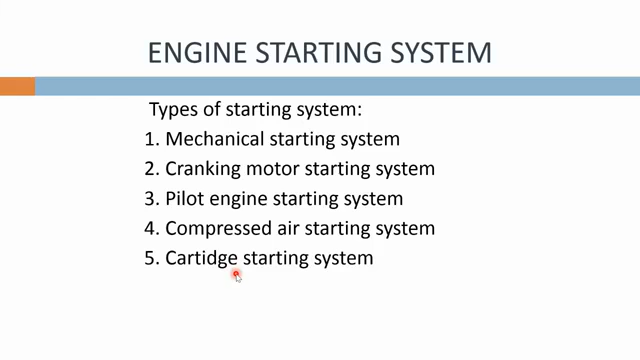 ENGINE STARTING SYSTEM
Types of starting system:
1. Mechanical starting system
2. Cranking motor starting system
3. Pilot engine starting system
4. Compressed air starting system
5. Cartidge starting system